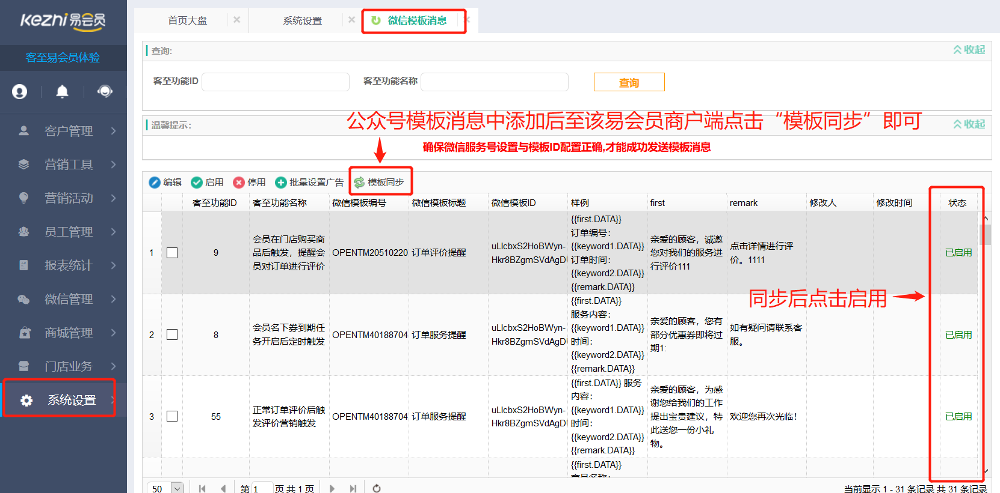 kezhi易会员
客至易会员体验
客户管理
营销工具
营销活动
员工管理
报表统计
微信管理
商城管理
门店业务
系统设置
首页大盘
系统设置
微信模板消息
查询:
收起
客至功能ID
客至功能名称
查询
温馨提示:
收起
公众号模板消息中添加后至该易会员商户端点击“模板同步”即可
确保微信服务号设置与模板ID配置正确,才能成功发送模板消息
编辑 启用 停用 批量设置广告 模板同步
客至功能ID 客至功能名称 微信模板编号 微信模板标题 微信模板ID 样例 first remark 修改人 修改时间 状态
1
9
会员在门店购买商
品后触发，提醒会
员对订单进行评价
OPENTM20510220
订单评价提醒
uLlcbxS2HoBWyn-
Hkr8BZgmSVdAgDU
{{first.DATA}}
订单编号：
{{keyword1.DATA}}
订单时间：
{{keyword2.DATA}}
{{remark.DATA}}
亲爱的顾客，诚邀
您对我们的服务进
行评价111
点击详情进行评
价。1111
已启用
同步后点击启用
2
8
会员名下券到期任
务开启后定时触发
OPENTM40188704
订单服务提醒
uLlcbxS2HoBWyn-
Hkr8BZgmSVdAgDU
{{first.DATA}}
服务内容：
{{keyword1.DATA}}
时间：
{{keyword2.DATA}}
{{remark.DATA}}
亲爱的顾客，您有
部分优惠券即将过
期1:
如有疑问请联系客
服。
已启用
3
55
正常订单评价后触
发评价营销触发
OPENTM40188704
订单服务提醒
uLlcbxS2HoBWyn-
Hkr8BZgmSVdAgDU
{{first.DATA}} 服务
内容：
{{keyword1.DATA}}
时间：
{{keyword2.DATA}}
{{remark.DATA}}
亲爱的顾客，为感
谢您给我们的工作
提出宝贵建议，特
此送您一份小礼
物。
欢迎您再次光临！
已启用
{{first.DATA}}
商品名称：
50
第 1 页 共 1 页
当前显示 1 - 31 条记录 共 31 条记录